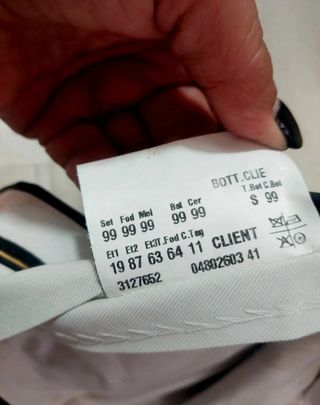 BOTT.CLIE
Set Fod Mel Bat Cer T.Bot C.Bol
99 99 99 99 99 S 99
Et1 Et2 Et3T.Fod C.Tag
19 87 63 64 11 CLIENT
3127652 04802603 41